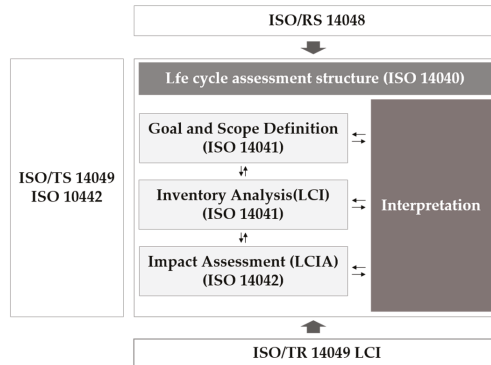 ISO/RS 14048
Lfe cycle assessment structure (ISO 14040)
ISO/TS 14049
ISO 10442
Goal and Scope Definition
(ISO 14041)
Inventory Analysis(LCI)
(ISO 14041)
Impact Assessment (LCIA)
(ISO 14042)
Interpretation
ISO/TR 14049 LCI